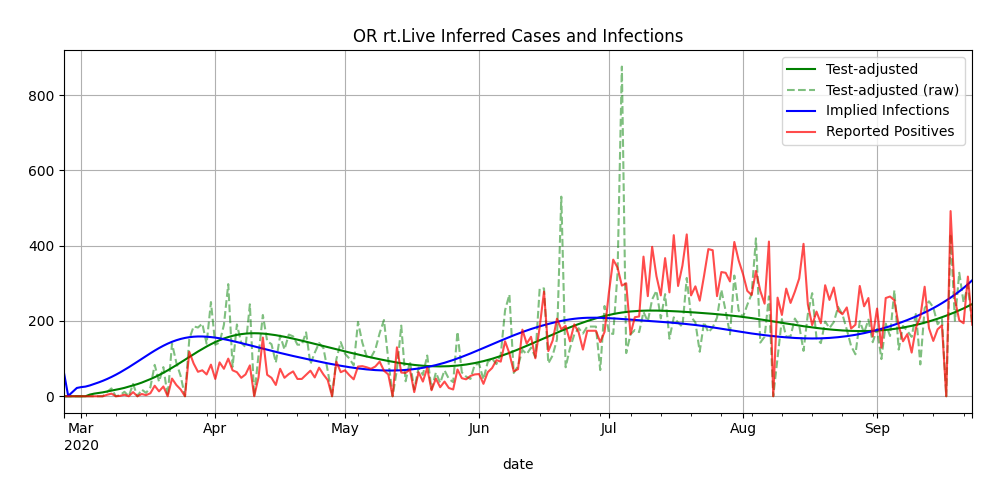 OR rt.Live Inferred Cases and Infections
Test-adjusted
Test-adjusted (raw)
Implied Infections
Reported Positives
800
600
400
200
0
Mar Apr May Jun Jul Aug Sep
2020
date